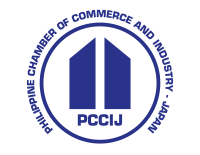 PHILIPPINE CHAMBER OF COMMERCE AND INDUSTRY - JAPAN
PCCIJ